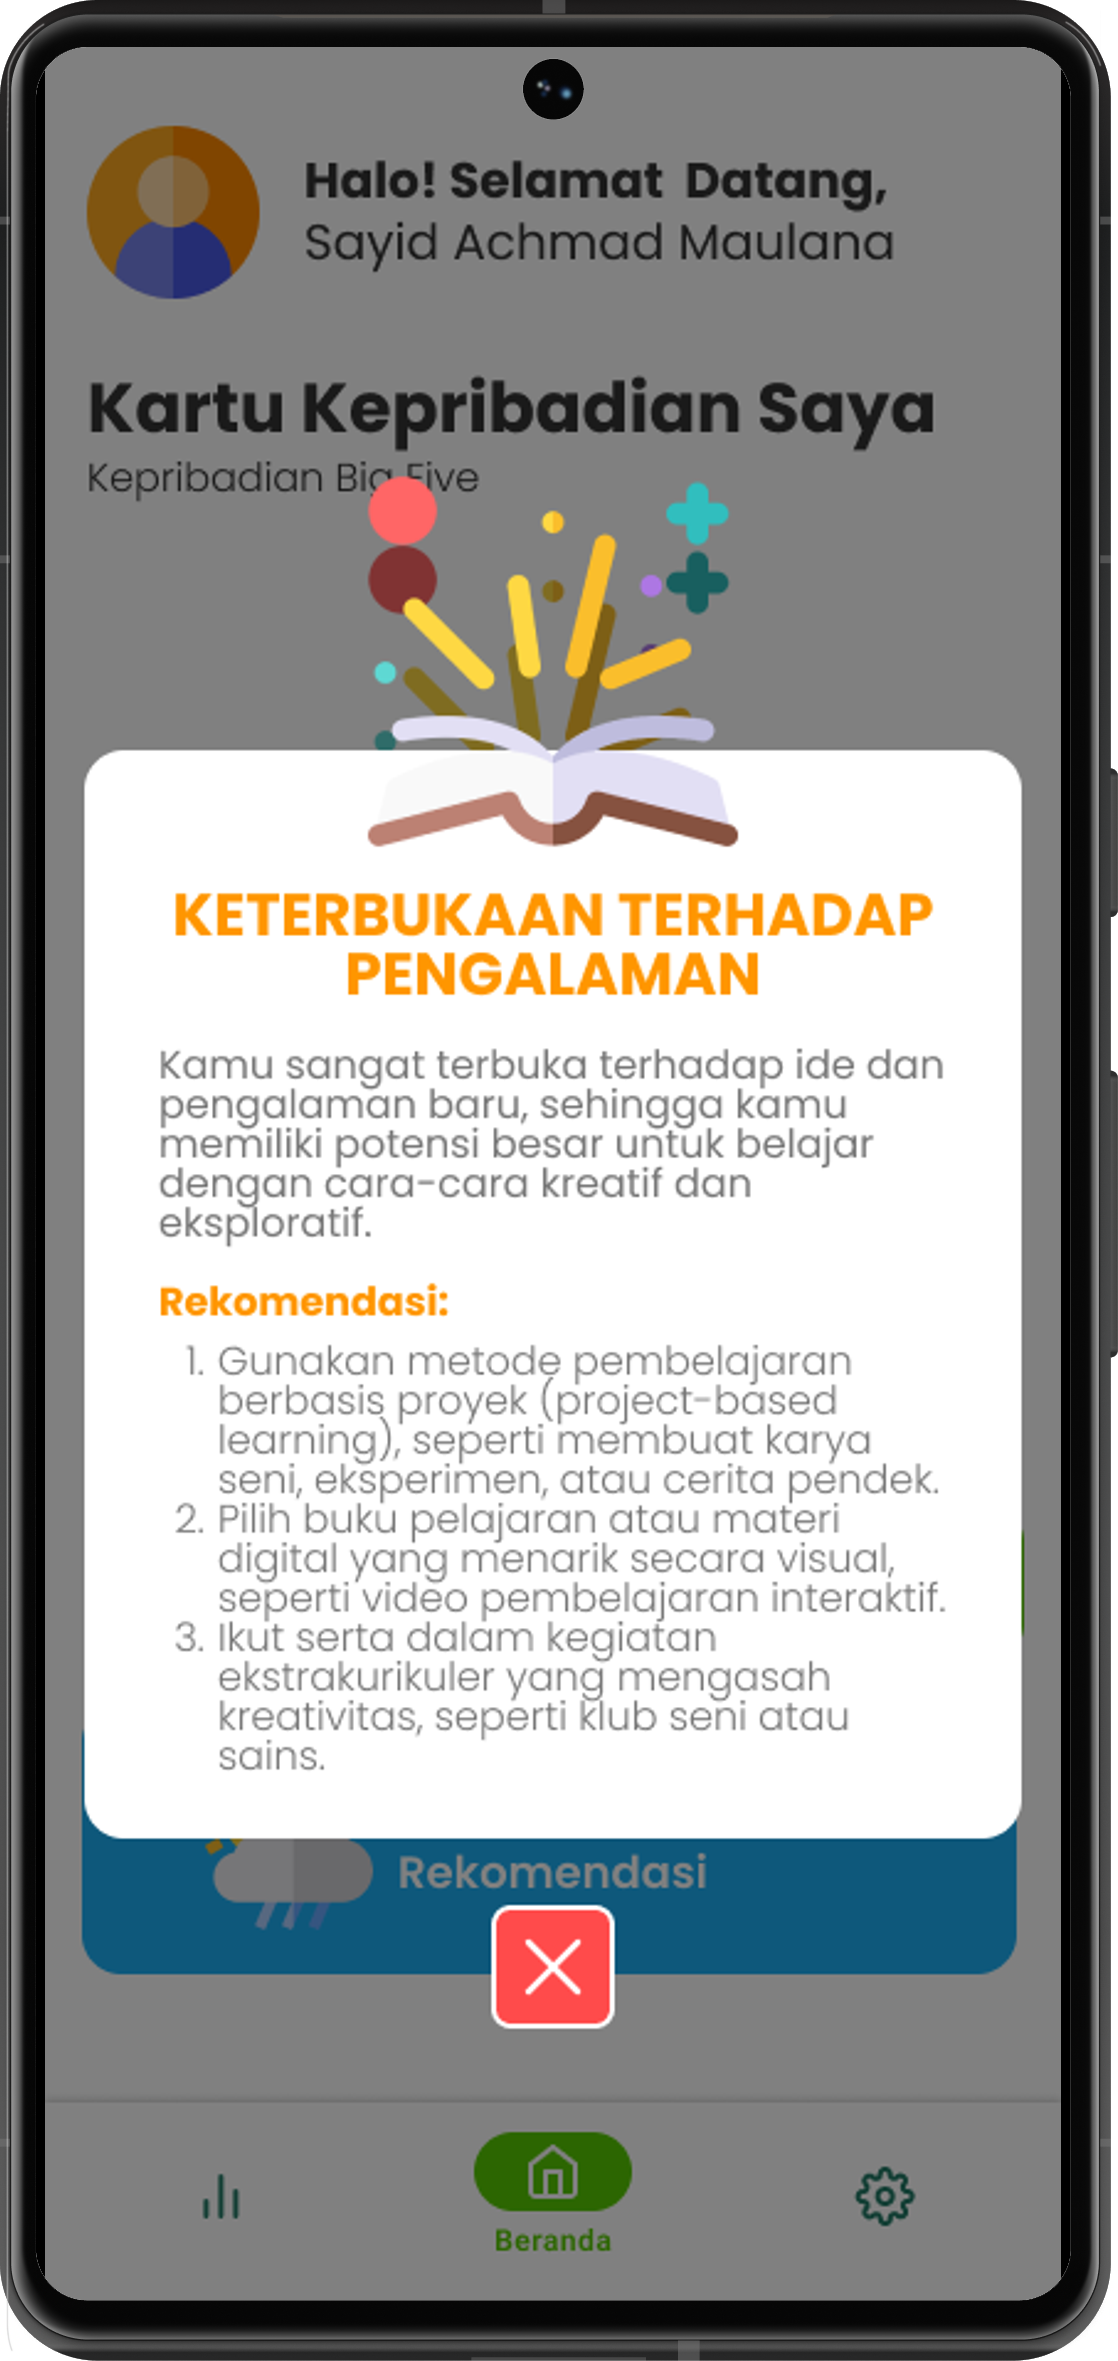 Halo! Selamat Datang,
Sayid Achmad Maulana
Kartu Kepribadian Saya
Kepribadian Big Five
KETERBUKAAN TERHADAP
PENGALAMAN
Kamu sangat terbuka terhadap ide dan
pengalaman baru, sehingga kamu
memiliki potensi besar untuk belajar
dengan cara-cara kreatif dan
eksploratif.
Rekomendasi:
1. Gunakan metode pembelajaran
berbasis proyek (project-based
learning), seperti membuat karya
seni, eksperimen, atau cerita pendek.
2. Pilih buku pelajaran atau materi
digital yang menarik secara visual,
seperti video pembelajaran interaktif.
3. Ikut serta dalam kegiatan
ekstrakurikuler yang mengasah
kreativitas, seperti klub seni atau
sains.
Rekomendasi
Beranda